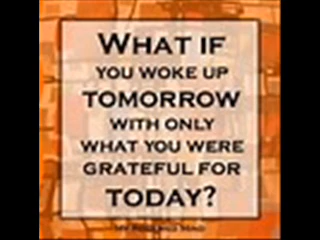 WHAT IF
YOU WOKE UP
TOMORROW
WITH ONLY
WHAT YOU WERE
GRATEFUL FOR
TODAY?